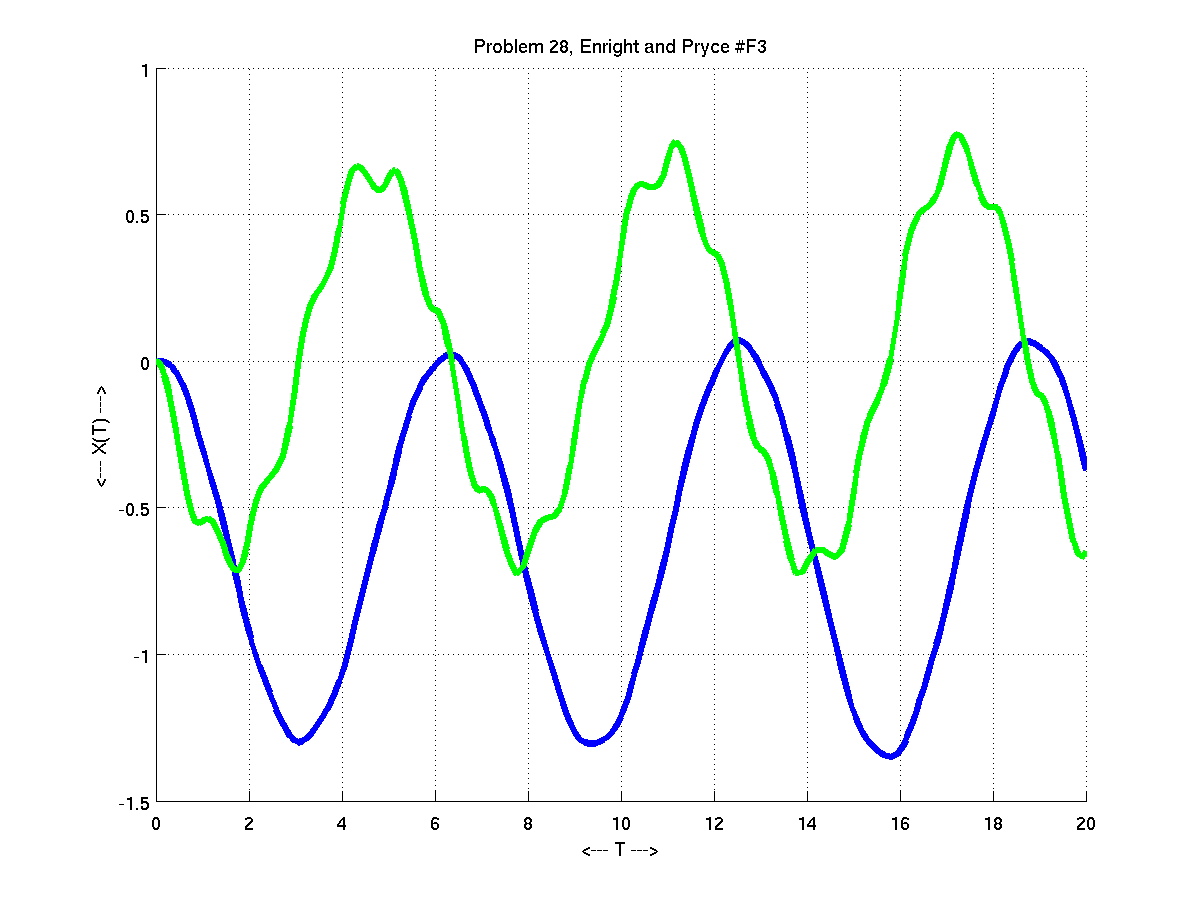 Problem 28, Enright and Pryce #F3
1
0.5
0
-0.5
-1
-1.5
<--- X(T) --->
0 2 4 6 8 10 12 14 16 18 20
<--- T --->